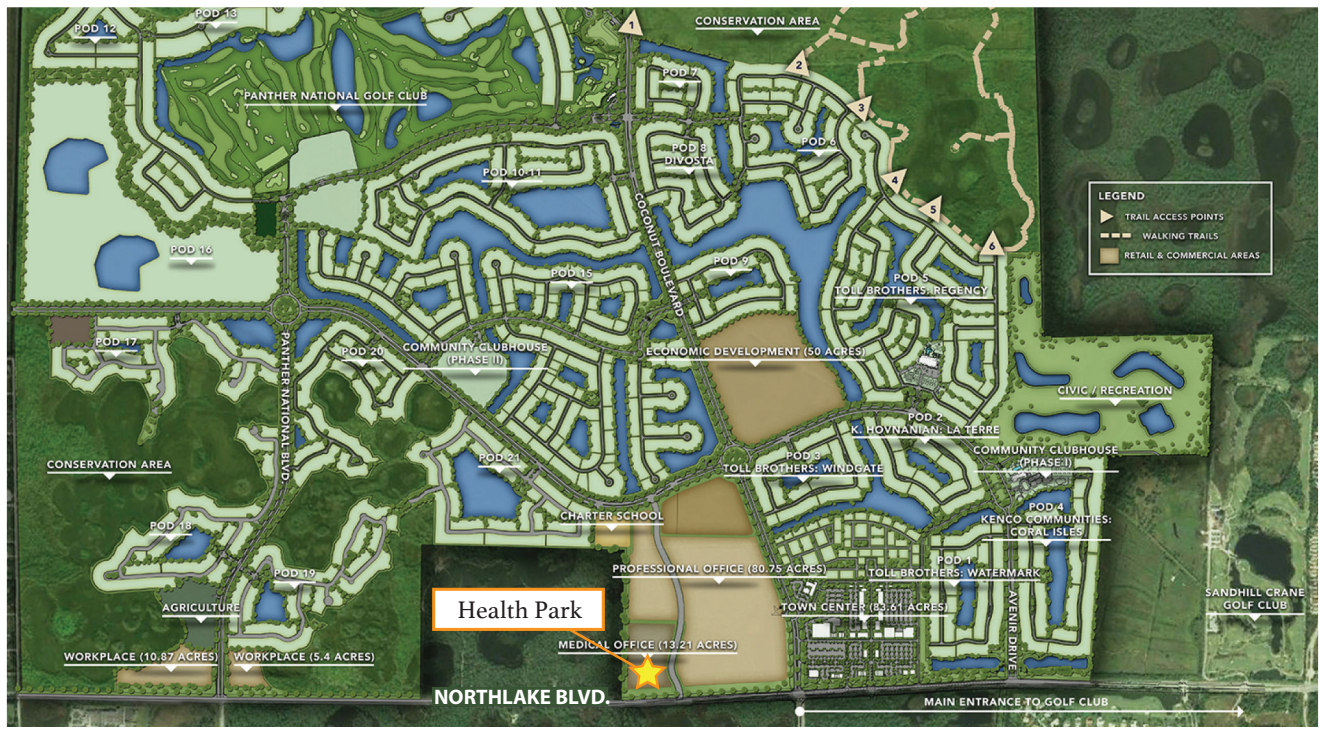 POD 13
POD 12
1
CONSERVATION AREA
2
POD 7
PANTHER NATIONAL GOLF CLUB
3
POD 6
POD 8
DIVOSTA
POD 10-11
4
LEGEND
TRAIL ACCESS POINTS
WALKING TRAILS
RETAIL & COMMERCIAL AREAS
5
COCONUT BOULEVARD
6
POD 16
POD 15
POD 9
POD 5
TOLL BROTHERS: REGENCY
PANTHER NATIONAL BLVD.
POD 17
POD 20
COMMUNITY CLUBHOUSE
(PHASE II)
ECONOMIC DEVELOPMENT (50 ACRES)
CIVIC / RECREATION
POD 2
K. HOVNANIAN: LA TERRE
CONSERVATION AREA
POD 21
POD 3
TOLL BROTHERS: WINDGATE
COMMUNITY CLUBHOUSE
(PHASE I)
POD 18
CHARTER SCHOOL
POD 4
KENCO COMMUNITIES:
CORAL ISLES
POD 19
PROFESSIONAL OFFICE (80.75 ACRES)
POD 1
TOLL BROTHERS: WATERMARK
AGRICULTURE
Health Park
TOWN CENTER (83.61 ACRES)
AVENIR DRIVE
SANDHILL CRANE
GOLF CLUB
WORKPLACE (10.87 ACRES)
WORKPLACE (5.4 ACRES)
MEDICAL OFFICE (13.21 ACRES)
NORTHLAKE BLVD.
MAIN ENTRANCE TO GOLF CLUB